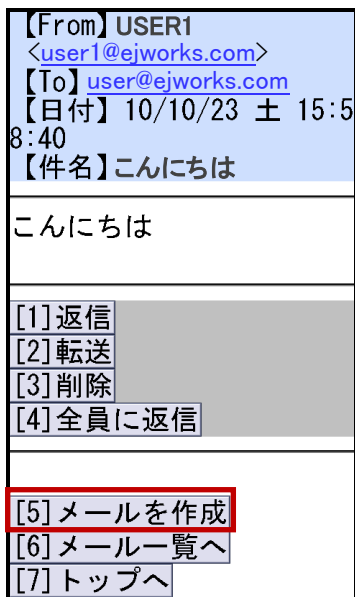 【From】USER1
<user1@ejworks.com>
【To】user@ejworks.com
【日付】 10/10/23 土 15:5
8:40
【件名】こんにちは
こんにちは
[1]返信
[2]転送
[3]削除
[4]全員に返信
[5]メールを作成
[6]メール一覧へ
[7]トップへ